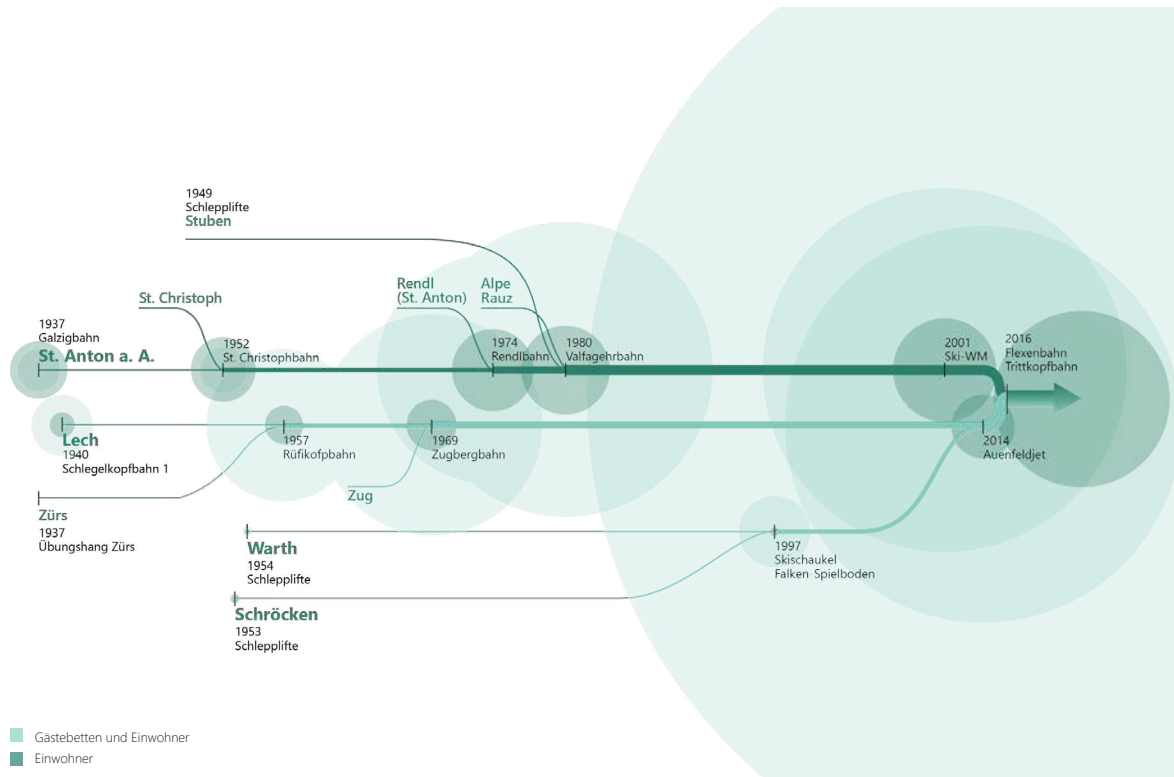 1949
Schlepplifte
Stuben
St. Christoph
Rendl
(St. Anton)
Alpe
Rauz
1937
Galzigbahn
St. Anton a. A.
1952
St. Christophbahn
1974
Rendlbahn
1980
Valfagehrbahn
2001
Ski-WM
2016
Flexenbahn
Trittkopfbahn
Lech
1940
Schlegelkopfbahn 1
1957
Rüfikofpbahn
1969
Zugbergbahn
2014
Auenfeldjet
Zug
Zürs
1937
Übungshang Zürs
Warth
1954
Schlepplifte
1997
Skischaukel
Falken Spielboden
Schröcken
1953
Schlepplifte
Gästebetten und Einwohner
Einwohner